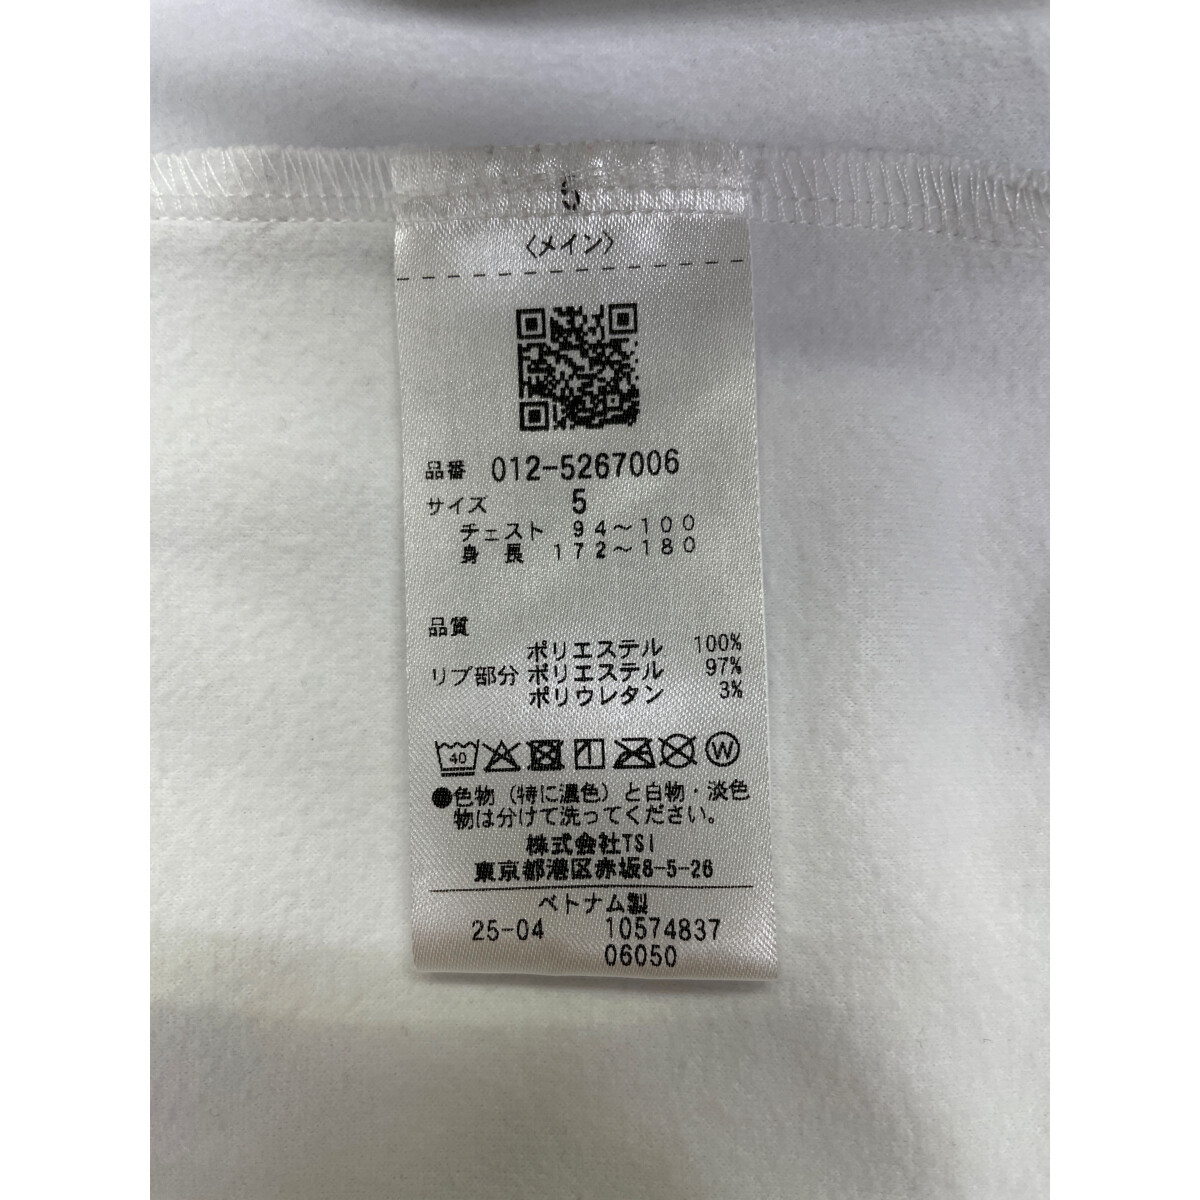 5
〈メイン〉
品番 012-5267006
サイズ 5
チェスト 94～100
身長 172～180
品質
ポリエステル 100%
リブ部分 ポリエステル 97%
ポリウレタン 3%
40 W
●色物（特に濃色）と白物・淡色
物は分けて洗ってください。
株式会社TSI
東京都港区赤坂8-5-26
ベトナム製
25-04 10574837
06050